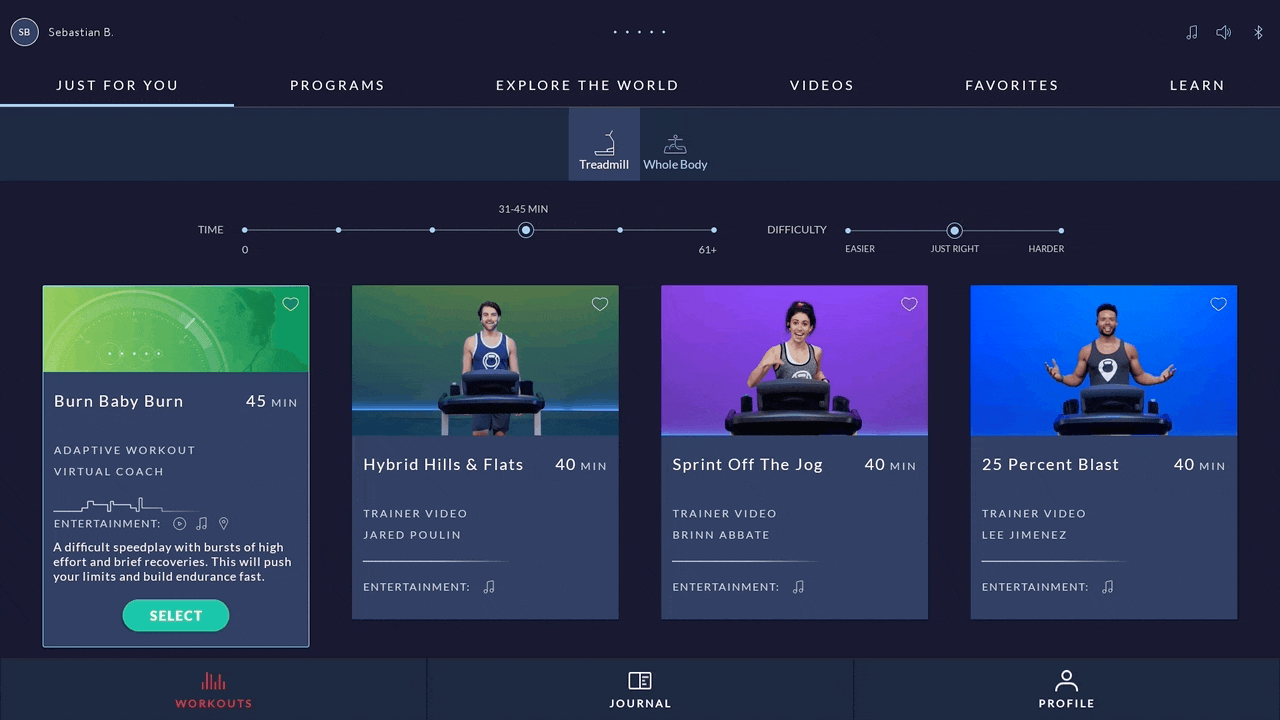 SB
Sebastian B.
JUST FOR YOU
PROGRAMS
EXPLORE THE WORLD
VIDEOS
FAVORITES
LEARN
Treadmill
Whole Body
TIME
31-45 MIN
0
61+
DIFFICULTY
EASIER
JUST RIGHT
HARDER
Burn Baby Burn 45 MIN
ADAPTIVE WORKOUT
VIRTUAL COACH
ENTERTAINMENT:
A difficult speedplay with bursts of high
effort and brief recoveries. This will push
your limits and build endurance fast.
SELECT
Hybrid Hills & Flats 40 MIN
TRAINER VIDEO
JARED POULIN
ENTERTAINMENT:
Sprint Off The Jog 40 MIN
TRAINER VIDEO
BRINN ABBATE
ENTERTAINMENT:
25 Percent Blast 40 MIN
TRAINER VIDEO
LEE JIMENEZ
ENTERTAINMENT:
WORKOUTS
JOURNAL
PROFILE